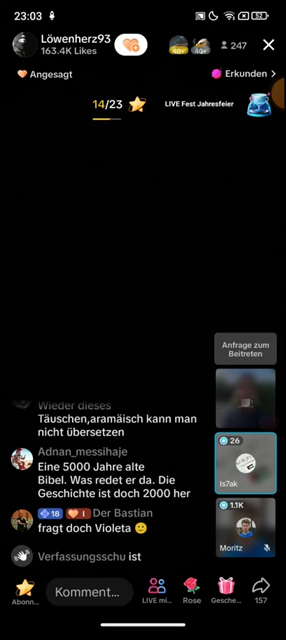 23:03
52
Löwenherz93
163.4K Likes
40+
40+
247
Angesagt
Erkunden
14/23
LIVE Fest Jahresfeier
Anfrage zum
Beitreten
Wieder dieses
Täuschen,aramäisch kann man
nicht übersetzen
26
Is7ak
Adnan_messihaje
Eine 5000 Jahre alte
Bibel. Was redet er da. Die
Geschichte ist doch 2000 her
1.1K
Moritz
18
I
Der Bastian
fragt doch Violeta
Verfassungsschu ist
Abonn...
Komment...
LIVE mi...
Rose
Gesche...
157